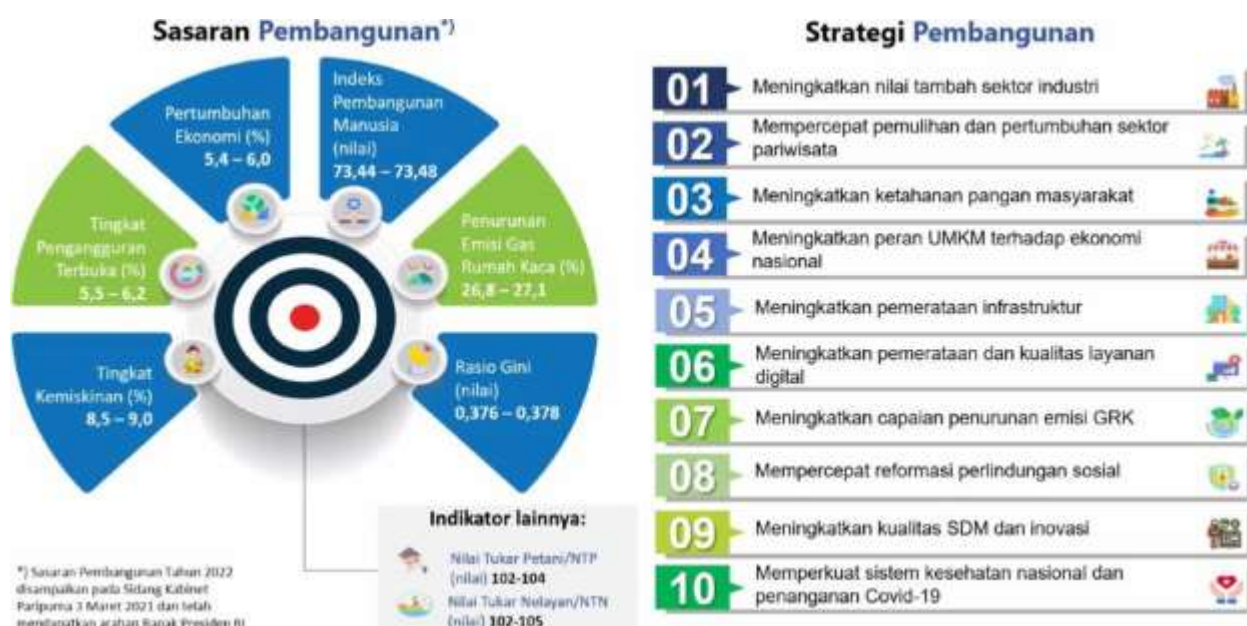 Sasaran Pembangunan*)
Pertumbuhan
Ekonomi (%)
5,4 – 6,0
Indeks
Pembangunan
Manusia
(nilai)
73,44 – 73,48
Tingkat
Pengangguran
Terbuka (%)
5,5 – 6,2
Penurunan
Emisi Gas
Rumah Kaca (%)
26,8 – 27,1
Tingkat
Kemiskinan (%)
8,5 – 9,0
Rasio Gini
(nilai)
0,376 – 0,378
Indikator lainnya:
Nilai Tukar Petani/NTP
(nilai) 102-104
Nilai Tukar Nelayan/NTN
(nilai) 102-105
*) Sasaran Pembangunan Tahun 2022
disampaikan pada Sidang Kabinet
Paripurna 3 Maret 2021 dan telah
mendapatkan arahan Bapak Presiden RI
Strategi Pembangunan
01 Meningkatkan nilai tambah sektor industri
02 Mempercepat pemulihan dan pertumbuhan sektor
pariwisata
03 Meningkatkan ketahanan pangan masyarakat
04 Meningkatkan peran UMKM terhadap ekonomi
nasional
05 Meningkatkan pemerataan infrastruktur
06 Meningkatkan pemerataan dan kualitas layanan
digital
07 Meningkatkan capaian penurunan emisi GRK
08 Mempercepat reformasi perlindungan sosial
09 Meningkatkan kualitas SDM dan inovasi
10 Memperkuat sistem kesehatan nasional dan
penanganan Covid-19